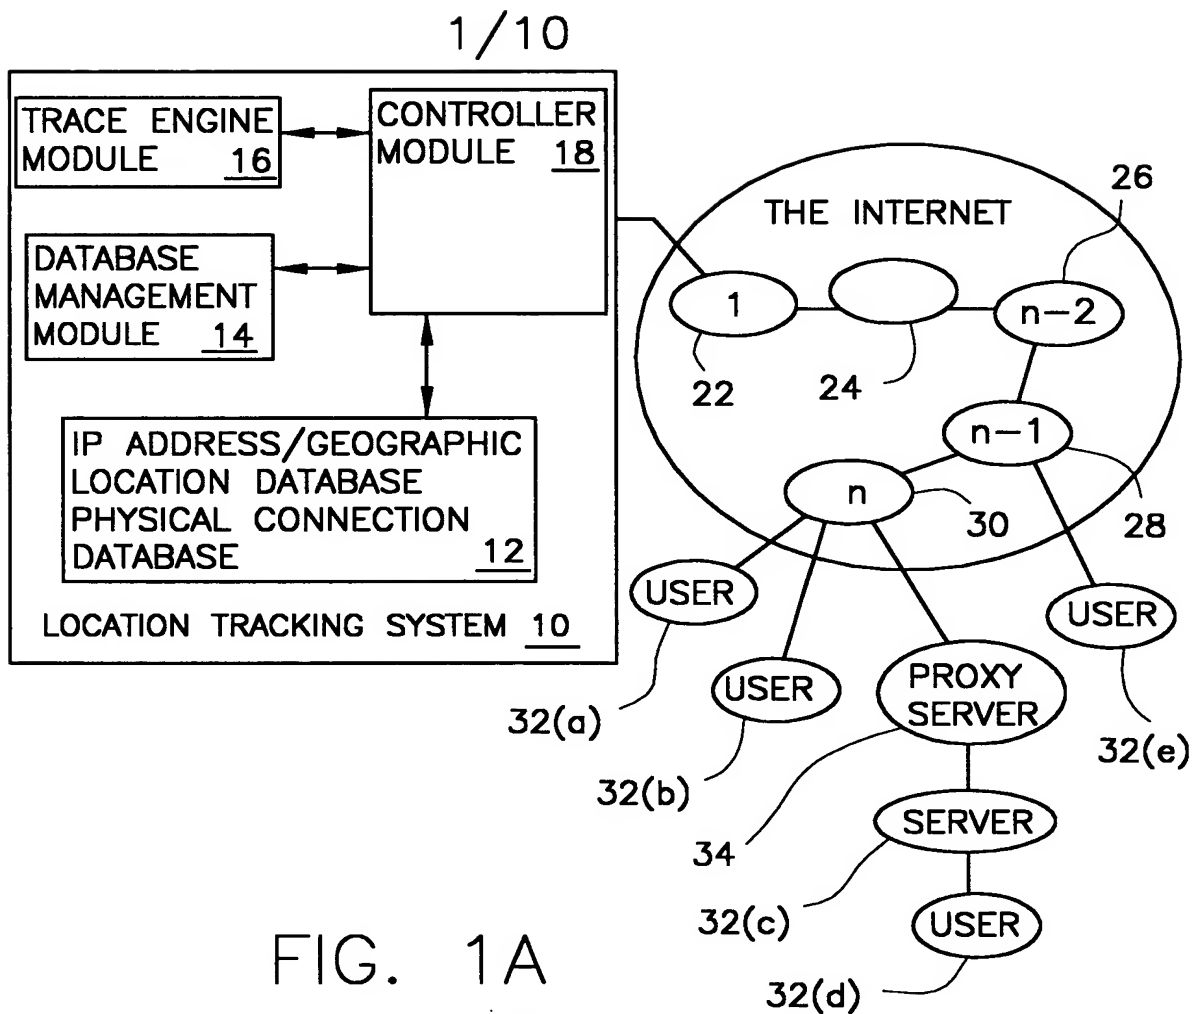 1/10
TRACE ENGINE
MODULE 16
CONTROLLER
MODULE 18
DATABASE
MANAGEMENT
MODULE 14
IP ADDRESS/GEOGRAPHIC
LOCATION DATABASE
PHYSICAL CONNECTION
DATABASE 12
LOCATION TRACKING SYSTEM 10
THE INTERNET
26
1
n-2
22
24
n-1
n
30
28
USER
USER
USER
PROXY
SERVER
32(a)
32(b)
32(e)
34
SERVER
32(c)
USER
32(d)
FIG. 1A